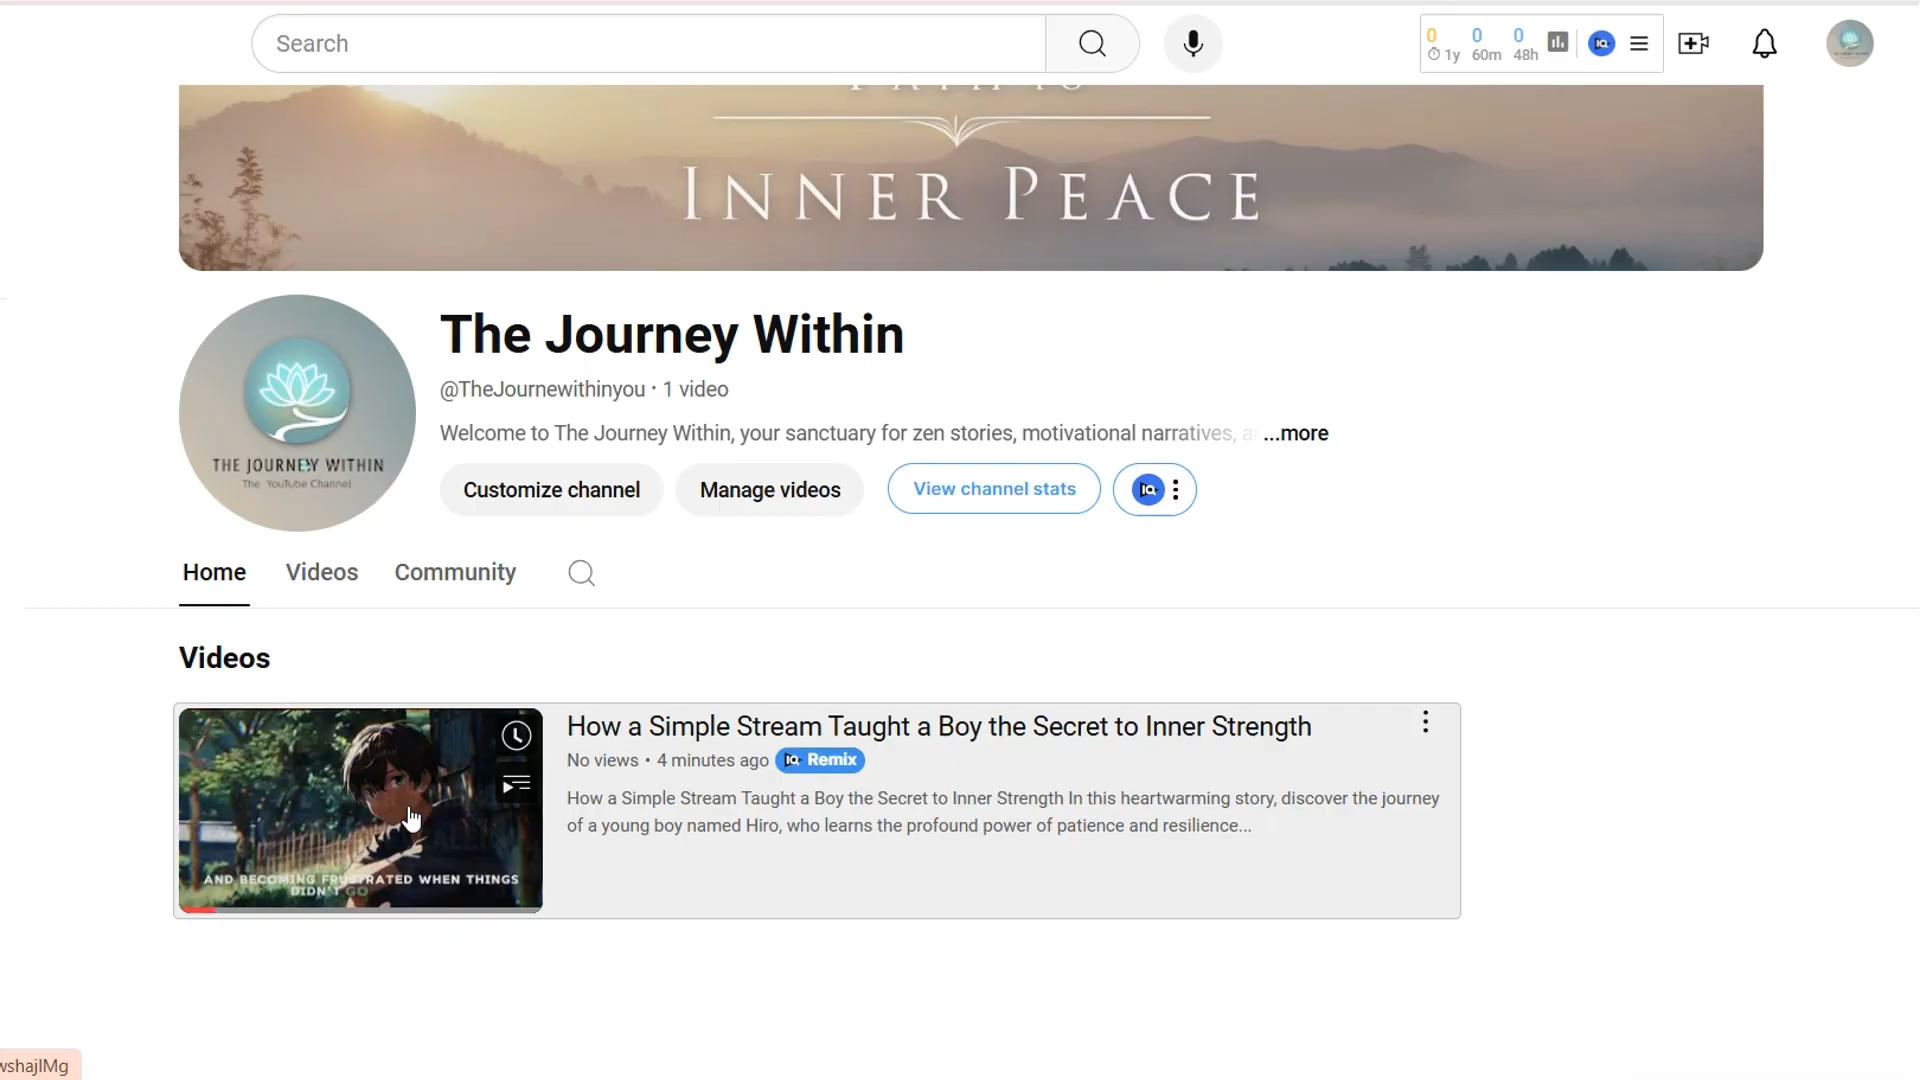 Search
0 0 0
1y 60m 48h
INNER PEACE
The Journey Within
@TheJournewithinyou · 1 video
Welcome to The Journey Within, your sanctuary for zen stories, motivational narratives, ...more
THE JOURNEY WITHIN
The YouTube Channel
Customize channel
Manage videos
View channel stats
IQ
Home
Videos
Community
Videos
How a Simple Stream Taught a Boy the Secret to Inner Strength
No views • 4 minutes ago
IQ Remix
How a Simple Stream Taught a Boy the Secret to Inner Strength In this heartwarming story, discover the journey
of a young boy named Hiro, who learns the profound power of patience and resilience...
AND BECOMING FRUSTRATED WHEN THINGS
DIDN'T GO
wshajIMg